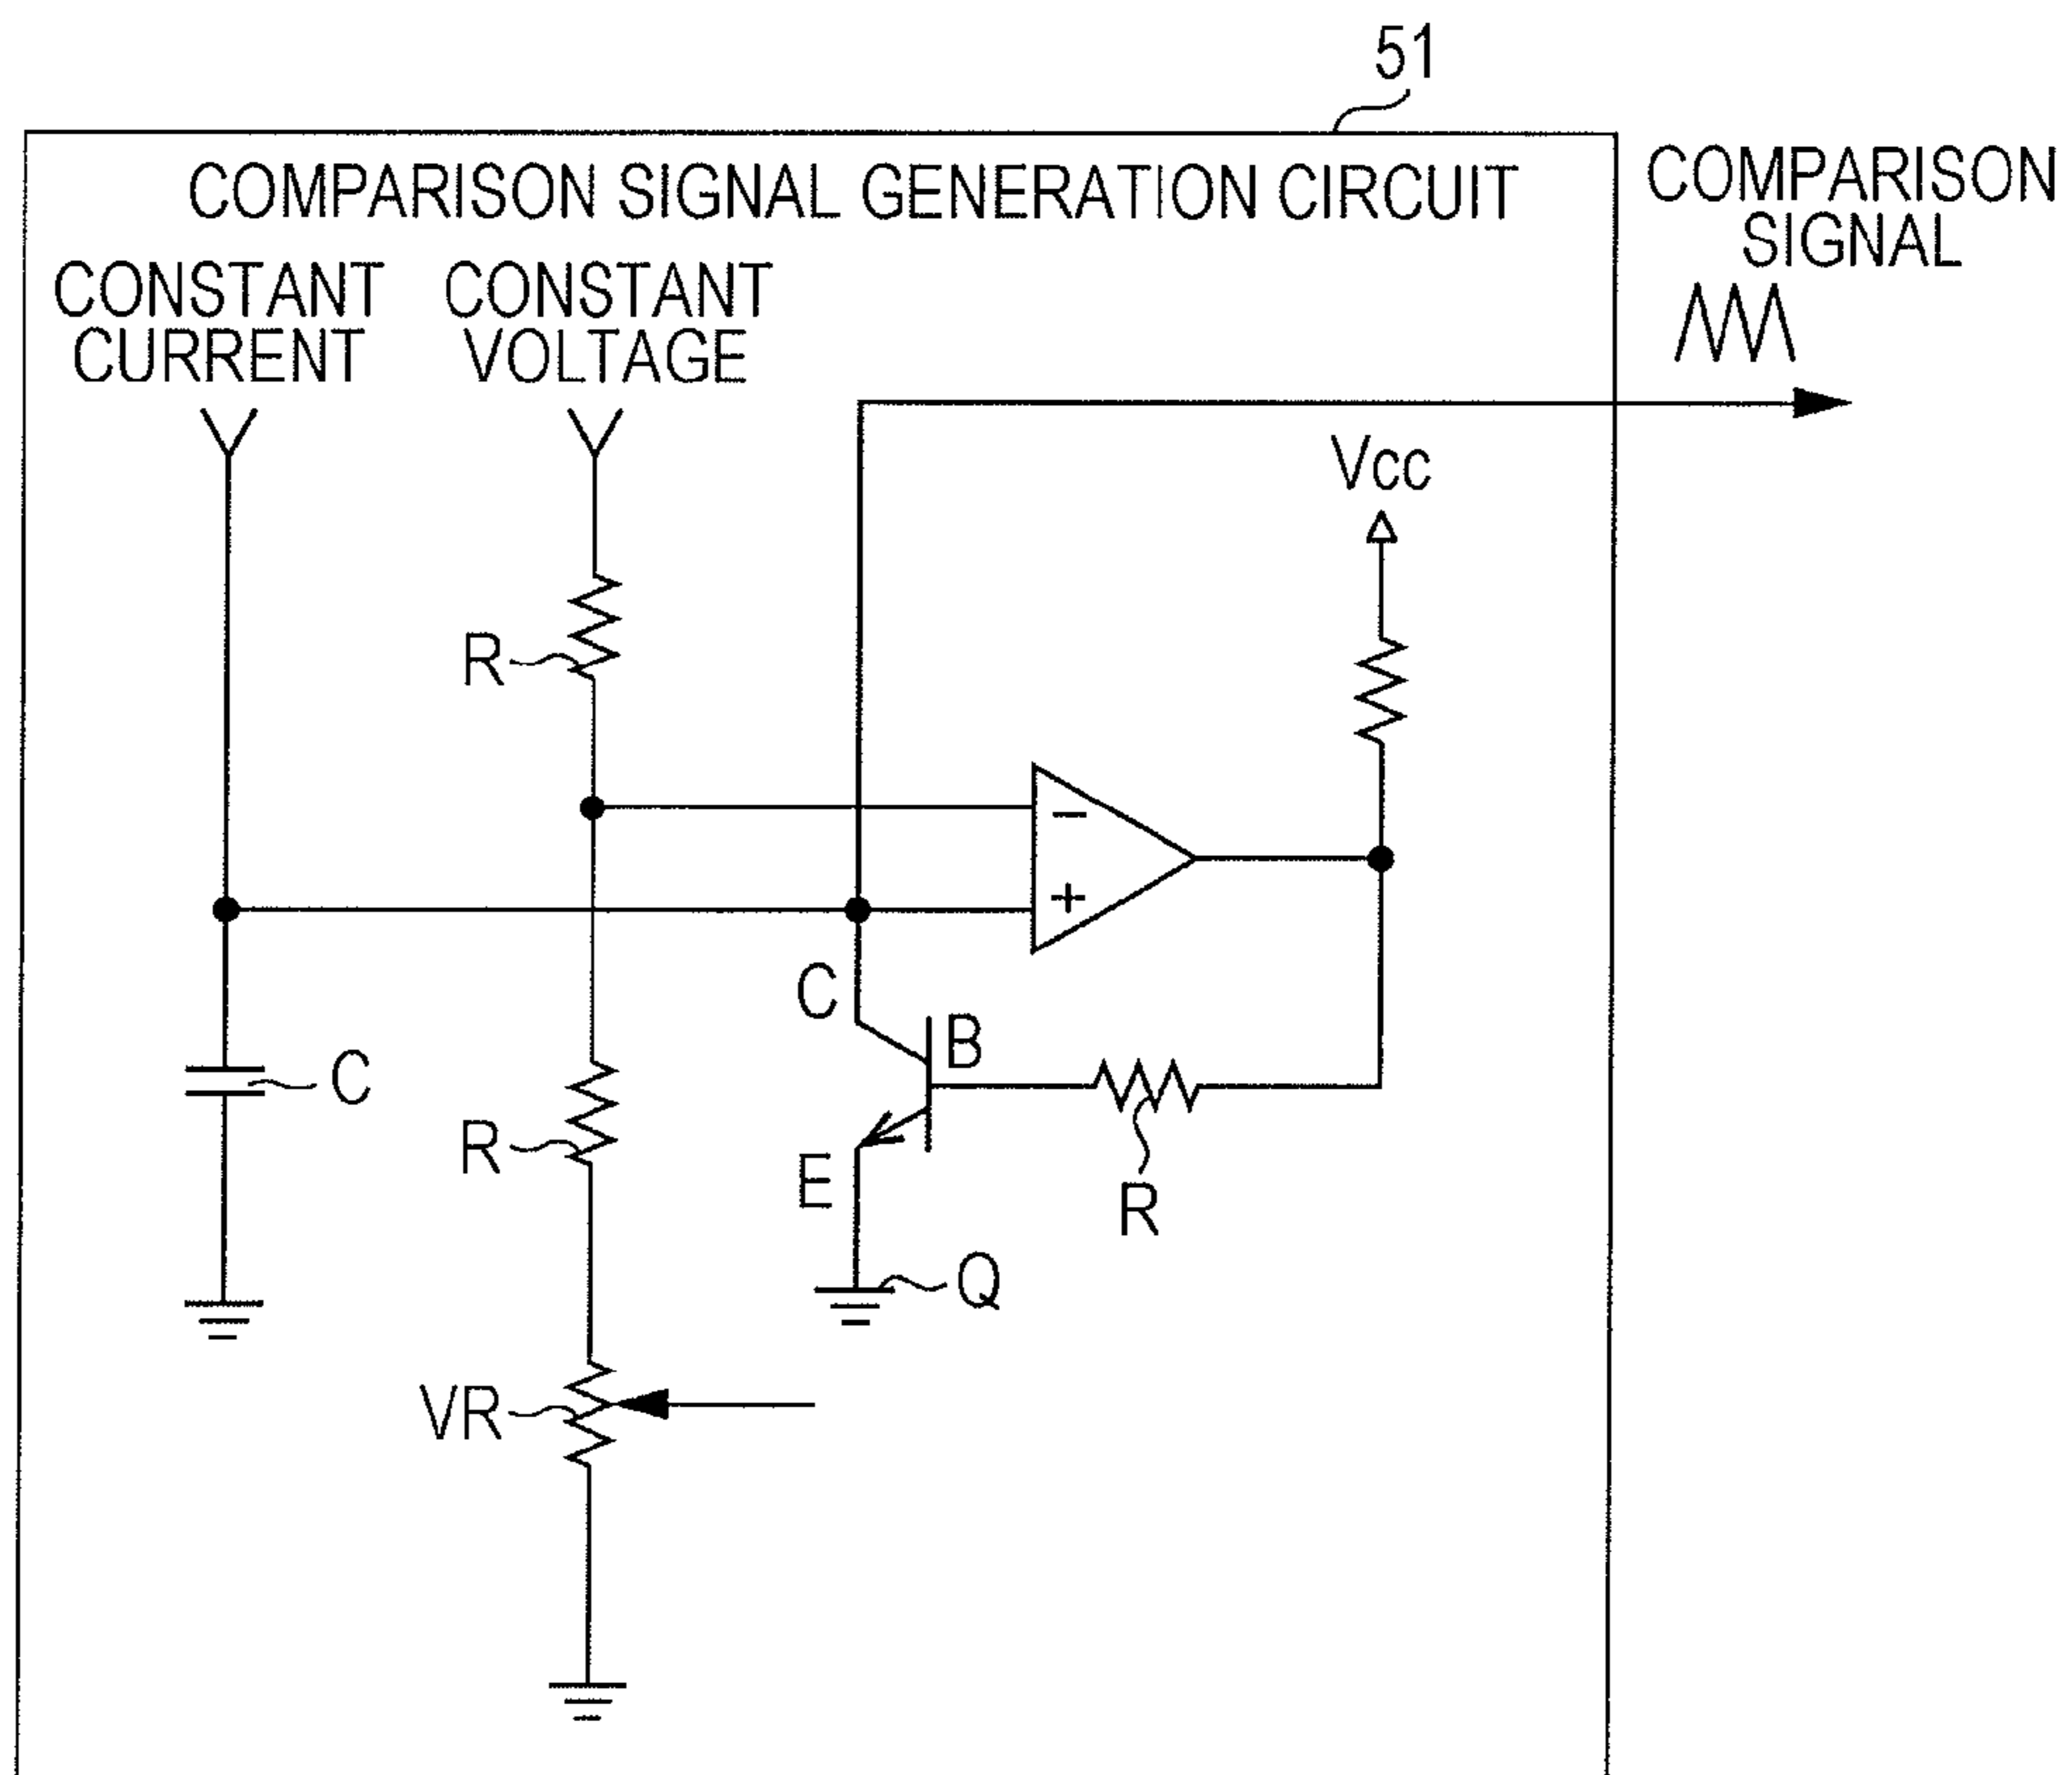 51
COMPARISON SIGNAL GENERATION CIRCUIT
COMPARISON
SIGNAL
CONSTANT
CURRENT
CONSTANT
VOLTAGE
Vcc
R
−
+
C
B
C
R
E
R
Q
VR